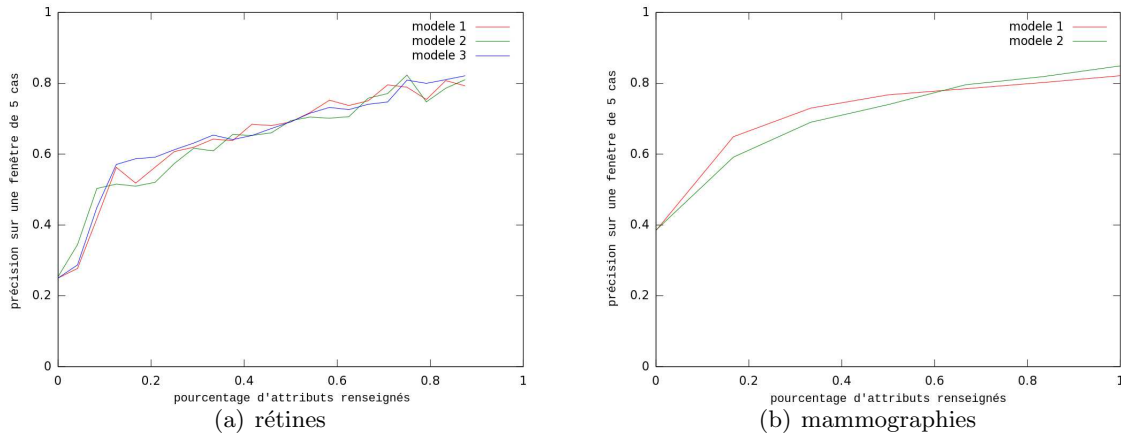 1
0.8
0.6
0.4
0.2
0
0
0.2
0.4
0.6
0.8
1
précision sur une fenêtre de 5 cas
pourcentage d'attributs renseignés
modele 1
modele 2
modele 3
(a) rétines
1
0.8
0.6
0.4
0.2
0
0
0.2
0.4
0.6
0.8
1
précision sur une fenêtre de 5 cas
pourcentage d'attributs renseignés
modele 1
modele 2
(b) mammographies